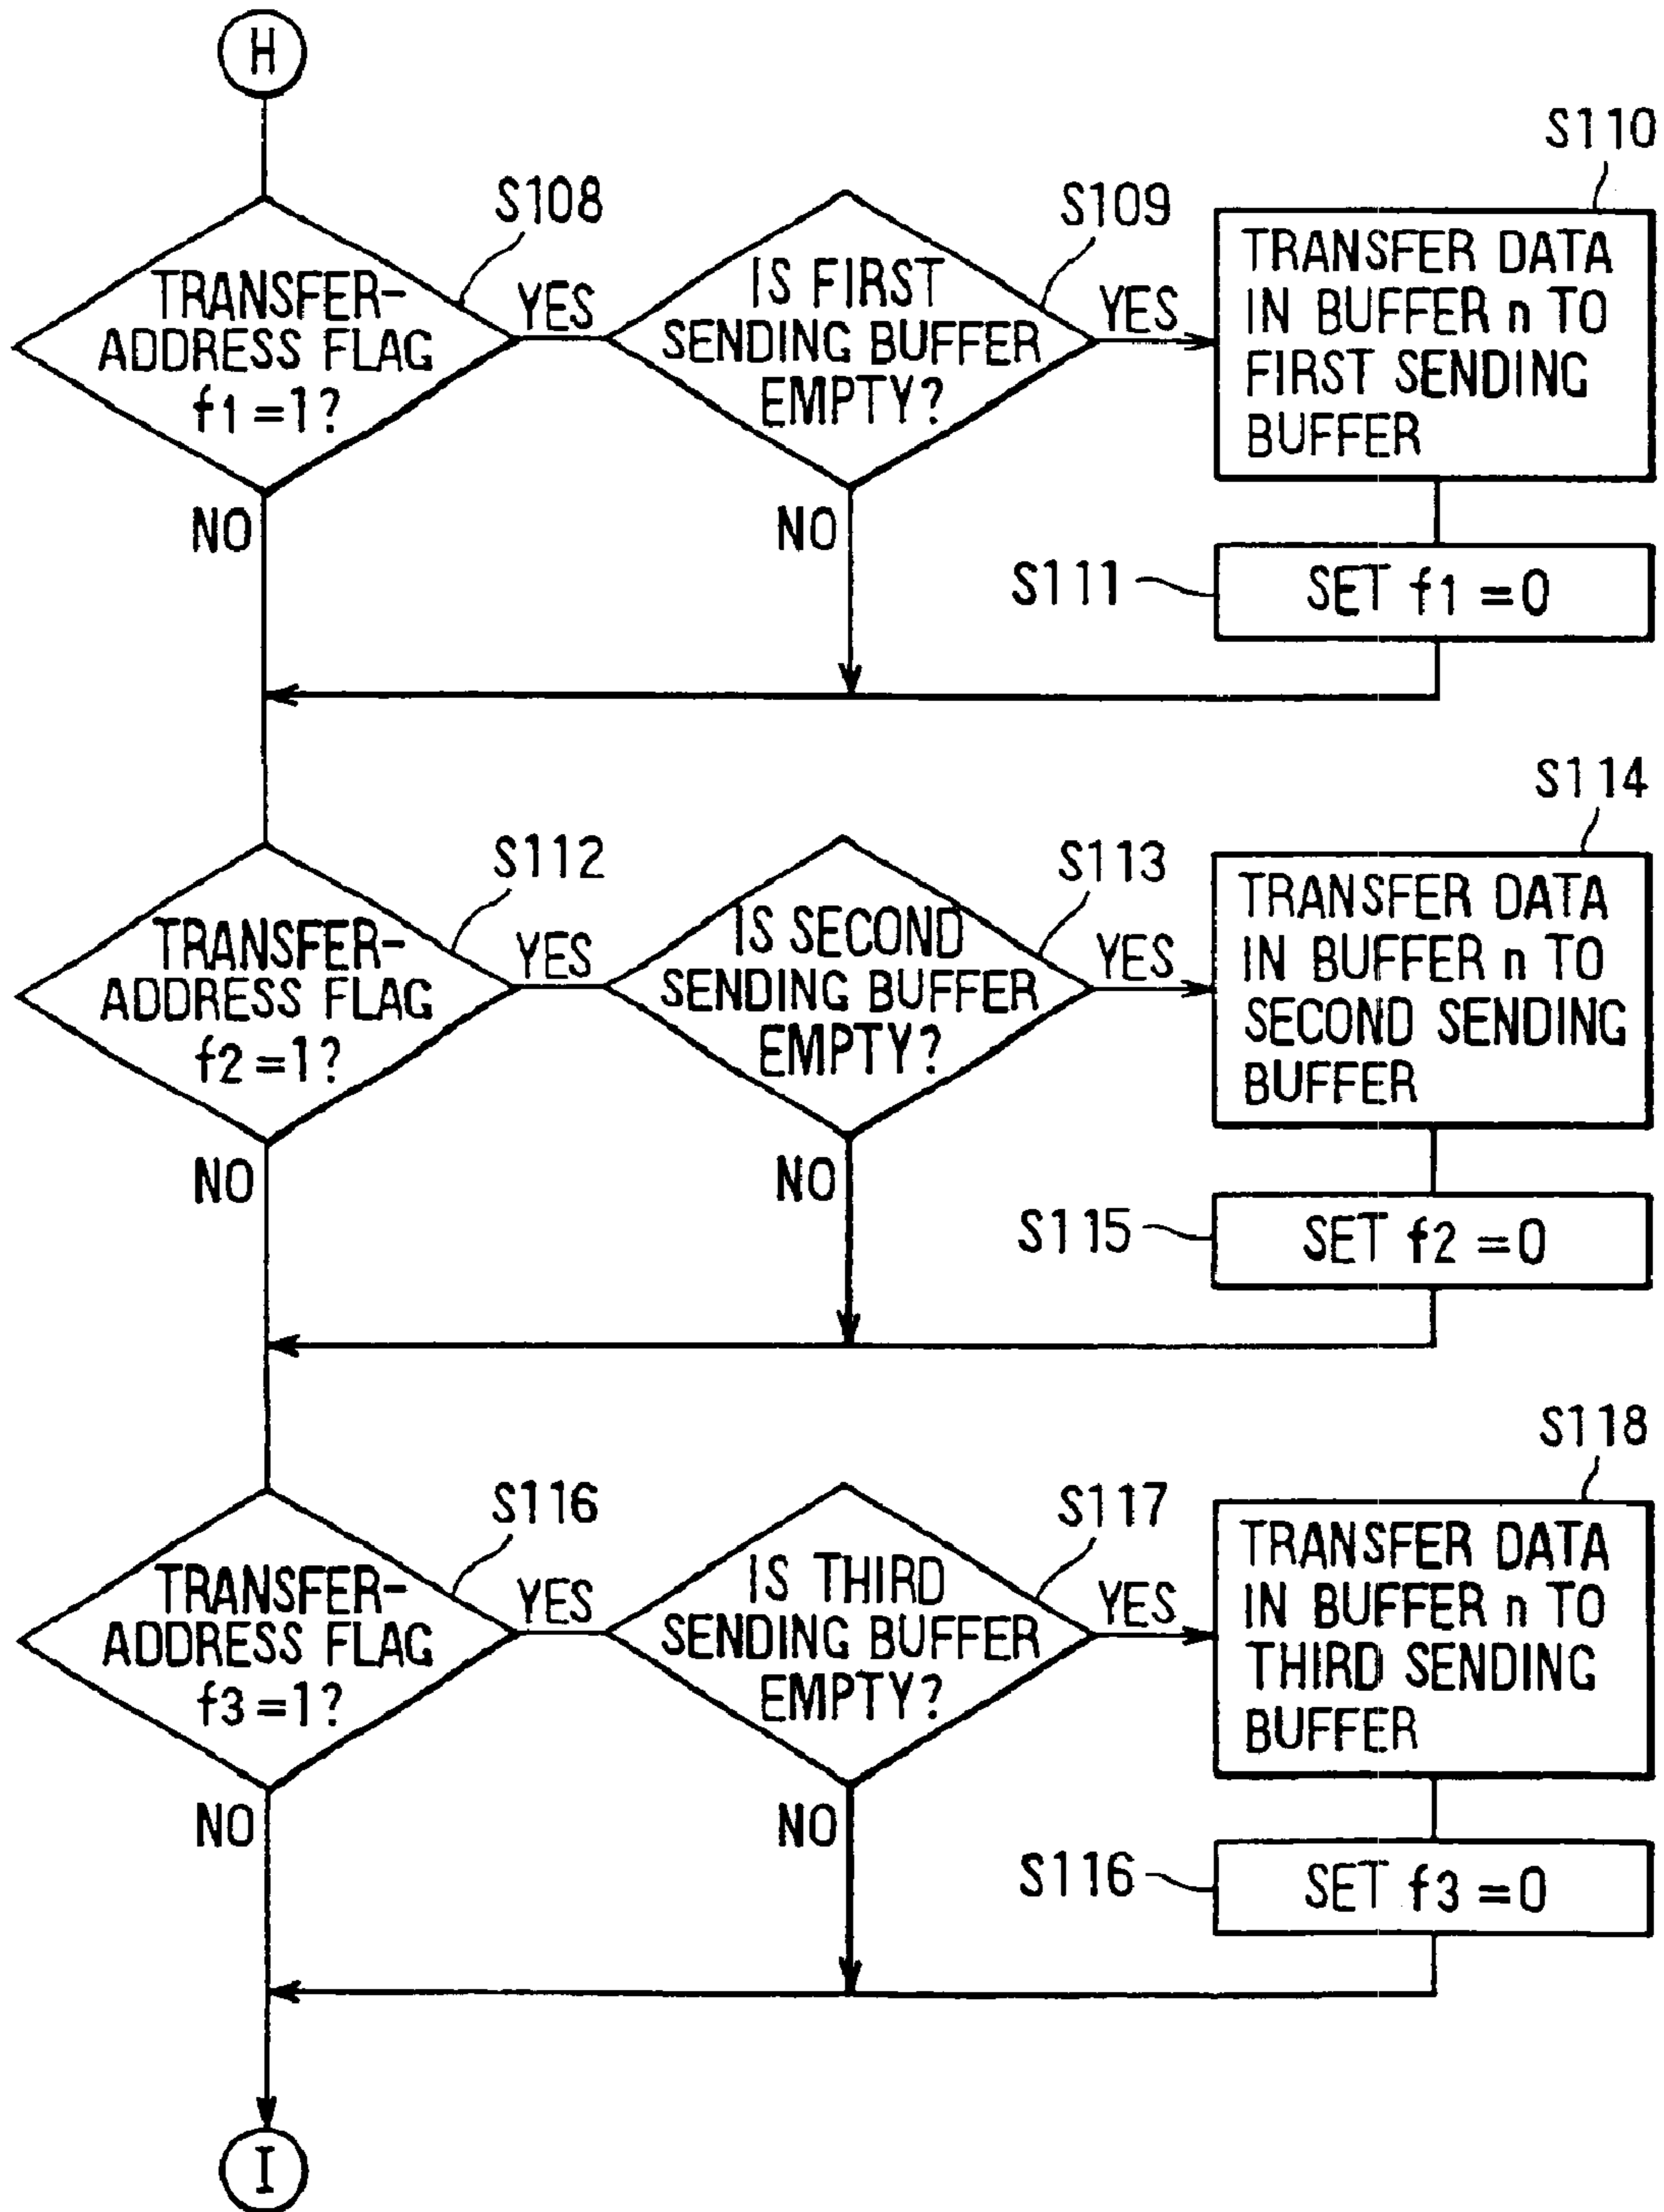 H
S108
TRANSFER-
ADDRESS FLAG
f1=1?
YES
NO
S109
IS FIRST
SENDING BUFFER
EMPTY?
YES
NO
S110
TRANSFER DATA
IN BUFFER n TO
FIRST SENDING
BUFFER
S111
SET f1=0
S112
TRANSFER-
ADDRESS FLAG
f2=1?
YES
NO
S113
IS SECOND
SENDING BUFFER
EMPTY?
YES
NO
S114
TRANSFER DATA
IN BUFFER n TO
SECOND SENDING
BUFFER
S115
SET f2=0
S116
TRANSFER-
ADDRESS FLAG
f3=1?
YES
NO
S117
IS THIRD
SENDING BUFFER
EMPTY?
YES
NO
S118
TRANSFER DATA
IN BUFFER n TO
THIRD SENDING
BUFFER
S116
SET f3=0
I